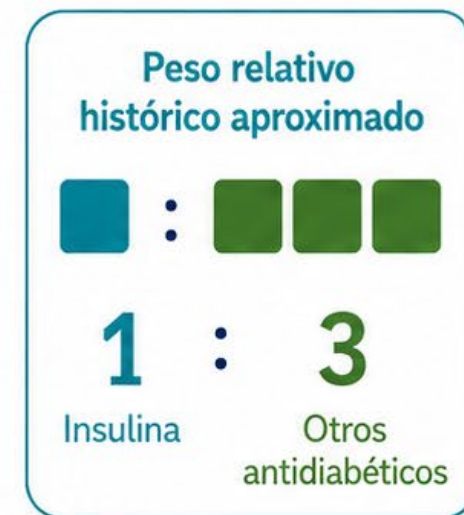 Peso relativo
histórico aproximado
:
1 : 3
Insulina
Otros
antidiabéticos